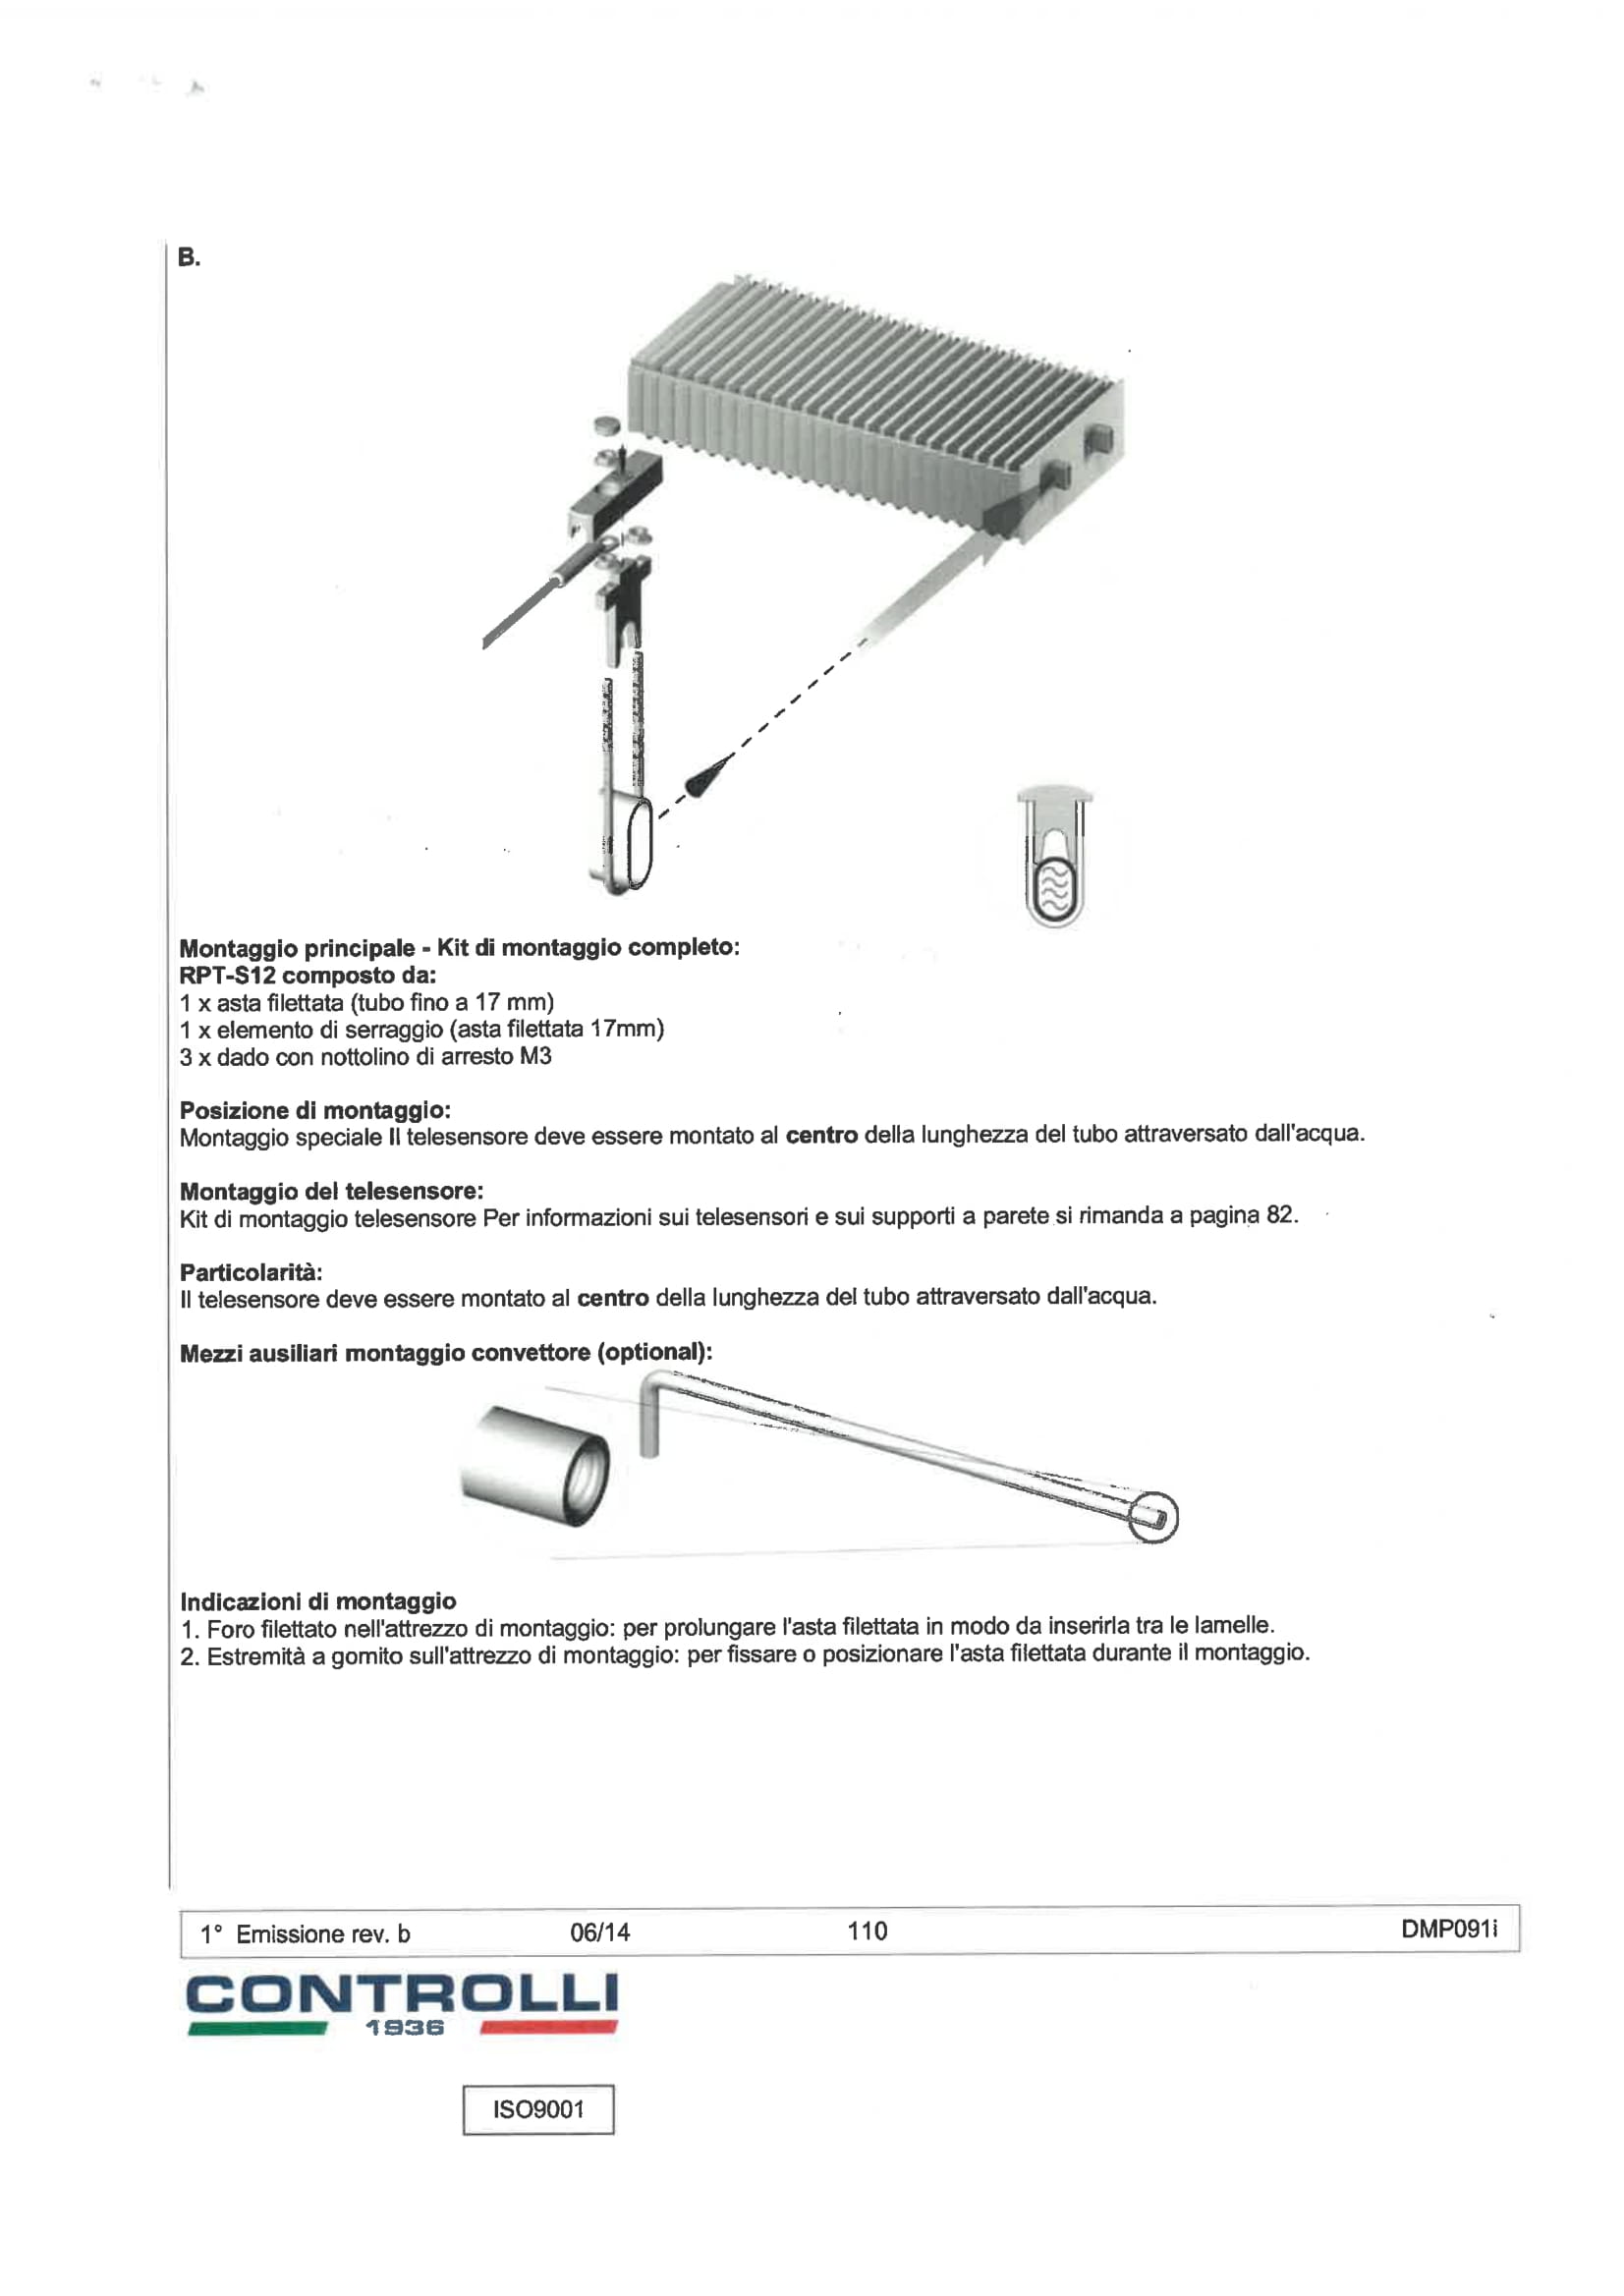 B.
Montaggio principale - Kit di montaggio completo:
RPT-S12 composto da:
1 x asta filettata (tubo fino a 17 mm)
1 x elemento di serraggio (asta filettata 17mm)
3 x dado con nottolino di arresto M3
Posizione di montaggio:
Montaggio speciale Il telesensore deve essere montato al centro della lunghezza del tubo attraversato dall'acqua.
Montaggio del telesensore:
Kit di montaggio telesensore Per informazioni sui telesensori e sui supporti a parete si rimanda a pagina 82.
Particolarità:
Il telesensore deve essere montato al centro della lunghezza del tubo attraversato dall'acqua.
Mezzi ausiliari montaggio convettore (optional):
Indicazioni di montaggio
1. Foro filettato nell'attrezzo di montaggio: per prolungare l'asta filettata in modo da inserirla tra le lamelle.
2. Estremità a gomito sull'attrezzo di montaggio: per fissare o posizionare l'asta filettata durante il montaggio.
1° Emissione rev. b 06/14 110 DMP091i
CONTROLLI
1936
ISO9001